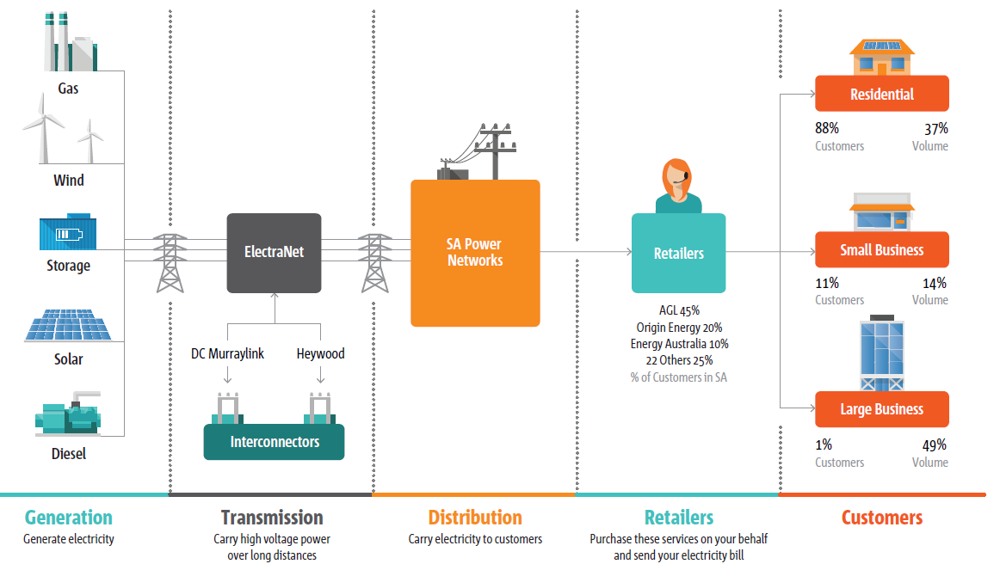 Gas
Wind
Storage
Solar
Diesel
ElectraNet
DC Murraylink
Heywood
Interconnectors
SA Power
Networks
Retailers
AGL 45%
Origin Energy 20%
Energy Australia 10%
22 Others 25%
% of Customers in SA
Residential
88% 37%
Customers Volume
Small Business
11% 14%
Customers Volume
Large Business
1% 49%
Customers Volume
Generation
Generate electricity
Transmission
Carry high voltage power
over long distances
Distribution
Carry electricity to customers
Retailers
Purchase these services on your behalf
and send your electricity bill
Customers